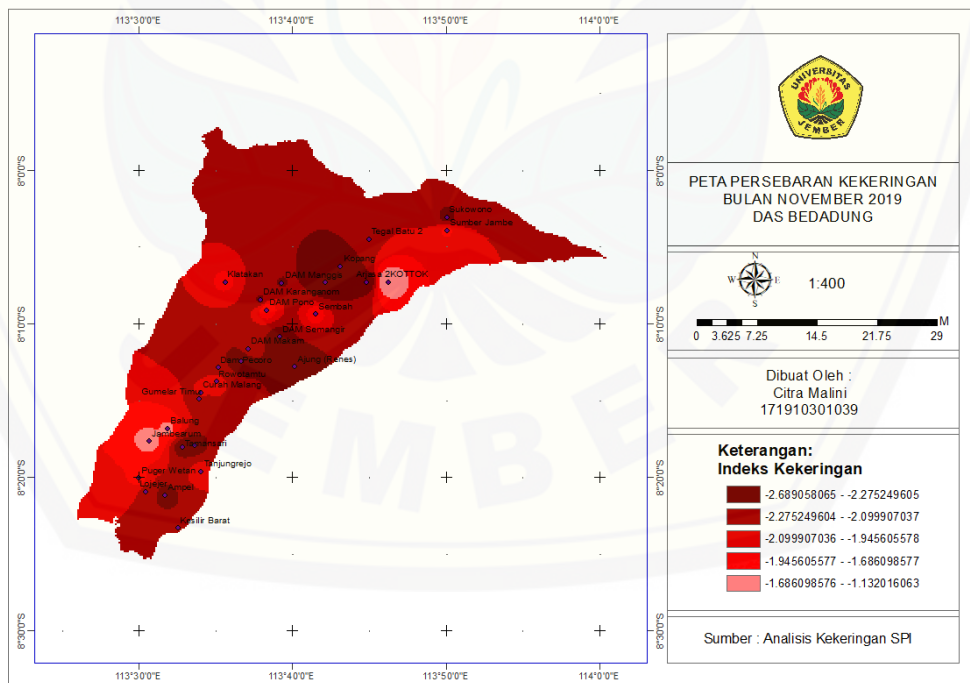 113°30'0"E 113°40'0"E 113°50'0"E 114°0'0"E
8°0'0"S
8°10'0"S
8°20'0"S
8°30'0"S
8°0'0"S
8°10'0"S
8°20'0"S
8°30'0"S
113°30'0"E 113°40'0"E 113°50'0"E 114°0'0"E
Sukowono
Sumber Jambe
Tegal Batu 2
Kopang
Klatakan
DAM Manggis
Arjasa 2KOTTOK
DAM Karanganom
DAM Pono
Sembah
DAM Semangir
DAM Makam
Ajung (Renes)
Dam Pecoro
Rowotamtu
Curah Malang
Gumelar Timur
Balung
Jambearum
Tamansari
Tanjungrejo
Puger Wetan
Lojejer
Ampel
Kasilir Barat
JEMBER
UNIVERSITAS
JEMBER
PETA PERSEBARAN KEKERINGAN
BULAN NOVEMBER 2019
DAS BEDADUNG
N
W E
S
1:400
M
0 3.625 7.25 14.5 21.75 29
Dibuat Oleh :
Citra Malini
171910301039
Keterangan:
Indeks Kekeringan
-2.689058065 - -2.275249605
-2.275249604 - -2.099907037
-2.099907036 - -1.945605578
-1.945605577 - -1.686098577
-1.686098576 - -1.132016063
Sumber : Analisis Kekeringan SPI